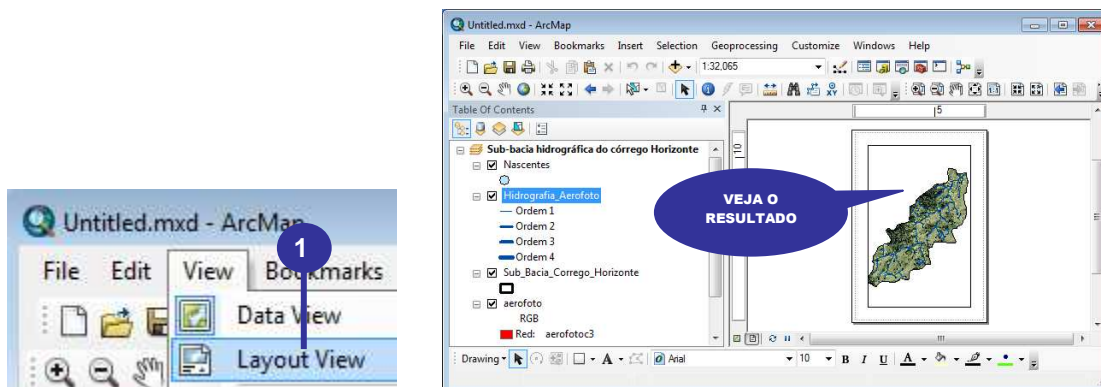 Untitled.mxd - ArcMap
File Edit View Bookmarks
1
Data View
Layout View
Untitled.mxd - ArcMap
File Edit View Bookmarks Insert Selection Geoprocessing Customize Windows Help
1:32.065
Table Of Contents
Sub-bacia hidrográfica do córrego Horizonte
Nascentes
Hidrografia_Aerofoto
Ordem 1
Ordem 2
Ordem 3
Ordem 4
Sub_Bacia_Corrego_Horizonte
aerofoto
RGB
Red: aerofotoc3
5
10
VEJA O
RESULTADO
Drawing A Arial 10 B I U A